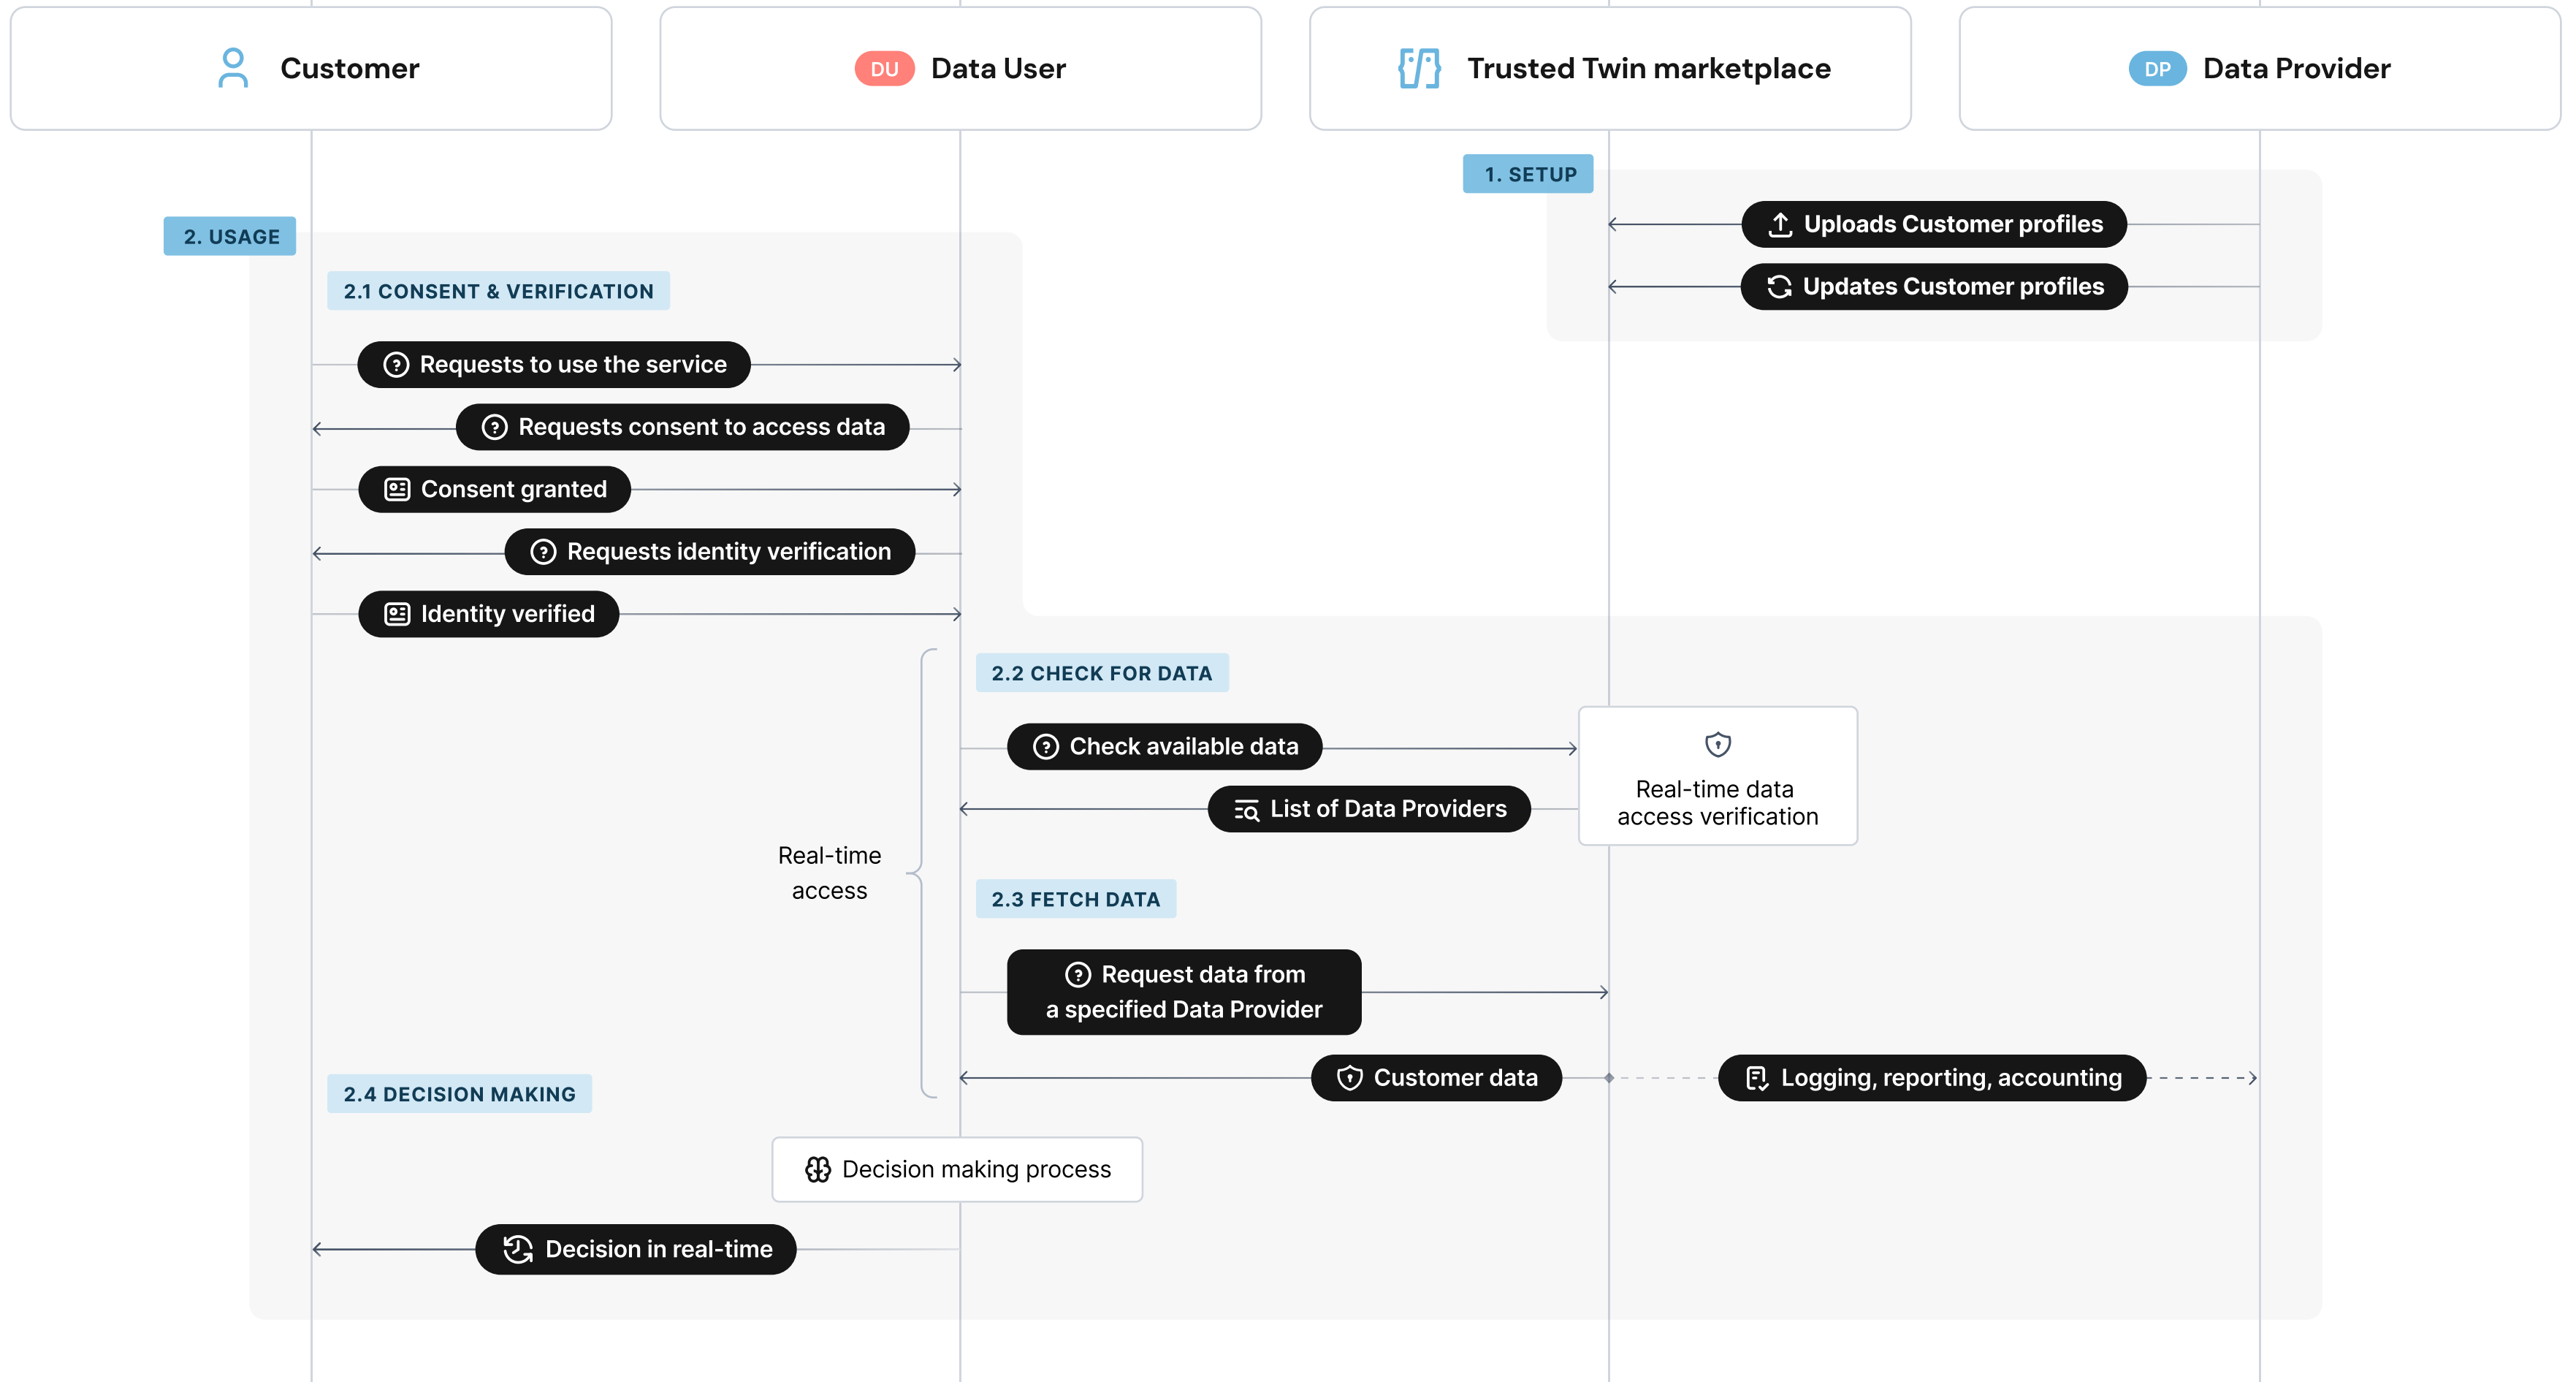 Customer
DU Data User
Trusted Twin marketplace
DP Data Provider
1. SETUP
Uploads Customer profiles
Updates Customer profiles
2. USAGE
2.1 CONSENT & VERIFICATION
Requests to use the service
Requests consent to access data
Consent granted
Requests identity verification
Identity verified
2.2 CHECK FOR DATA
Check available data
List of Data Providers
Real-time data
access verification
Real-time
access
2.3 FETCH DATA
Request data from
a specified Data Provider
Customer data
Logging, reporting, accounting
2.4 DECISION MAKING
Decision making process
Decision in real-time